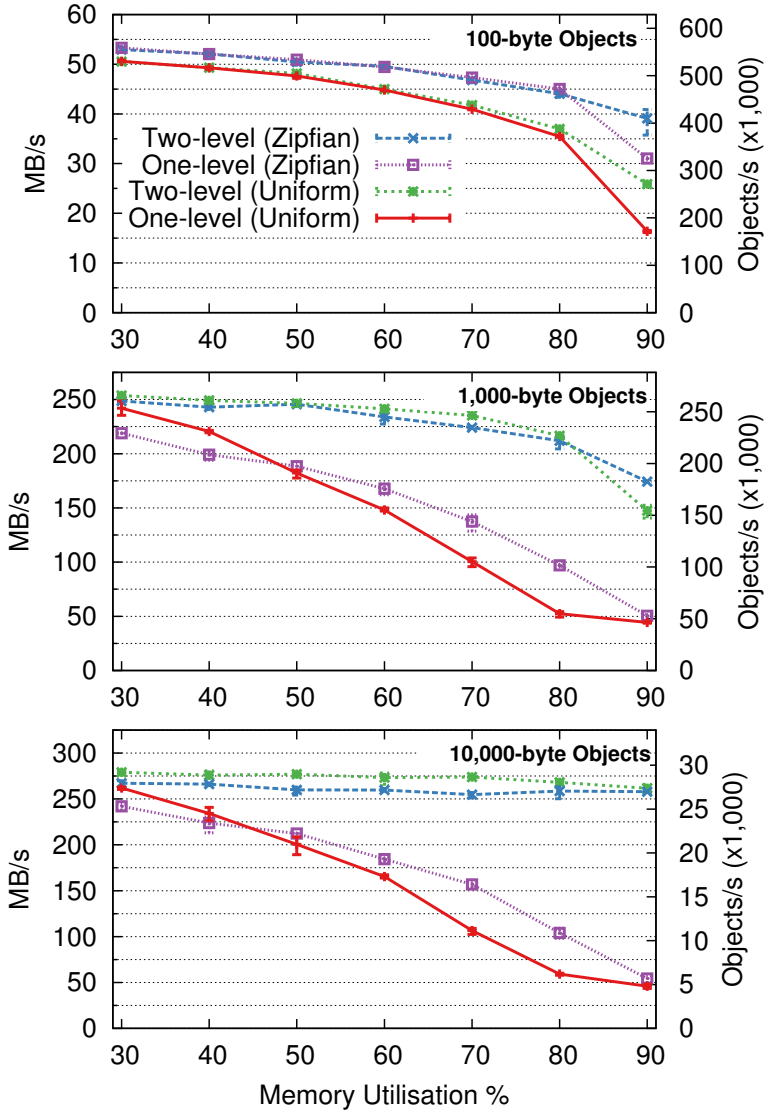 100-byte Objects
60
50
40
30
20
10
0
MB/s
Two-level (Zipfian)
One-level (Zipfian)
Two-level (Uniform)
One-level (Uniform)
600
500
400
300
200
100
0
Objects/s (x1,000)
30 40 50 60 70 80 90
1,000-byte Objects
250
200
150
100
50
0
MB/s
250
200
150
100
50
0
Objects/s (x1,000)
30 40 50 60 70 80 90
10,000-byte Objects
300
250
200
150
100
50
0
MB/s
30
25
20
15
10
5
0
Objects/s (x1,000)
30 40 50 60 70 80 90
Memory Utilisation %